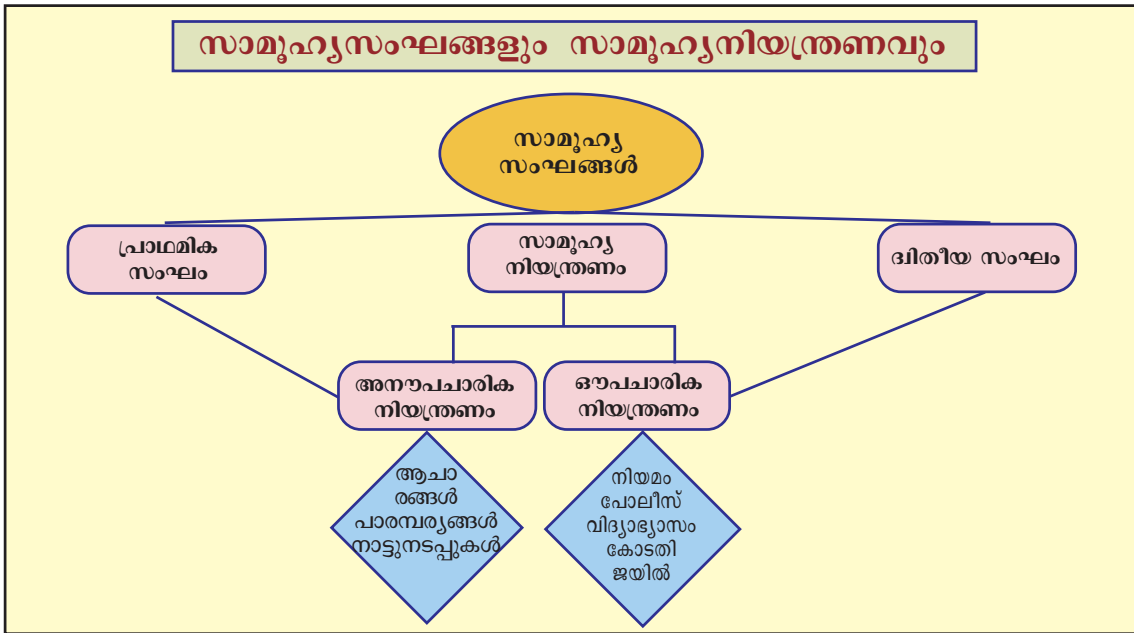 സാമൂഹ്യസംഘങ്ങളും സാമൂഹ്യനിയന്ത്രണവും
സാമൂഹ്യ
സംഘങ്ങൾ
പ്രാഥമിക
സംഘം
സാമൂഹ്യ
നിയന്ത്രണം
ദ്വിതീയ സംഘം
അനൗപചാരിക
നിയന്ത്രണം
ഔപചാരിക
നിയന്ത്രണം
ആചാ
രങ്ങൾ
പാരമ്പര്യങ്ങൾ
നാട്ടുനടപ്പുകൾ
നിയമം
പോലീസ്
വിദ്യാഭ്യാസം
കോടതി
ജയിൽ